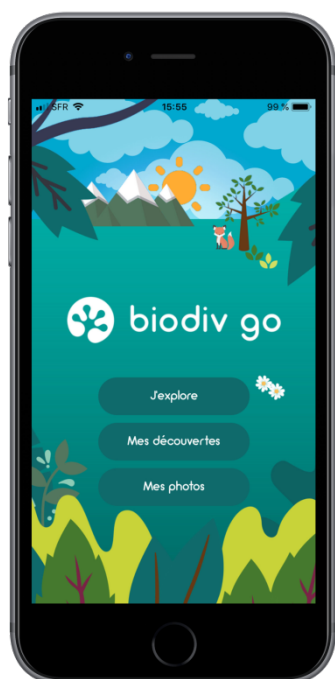 SFR 15:55 99 %
biodiv go
J'explore
Mes découvertes
Mes photos